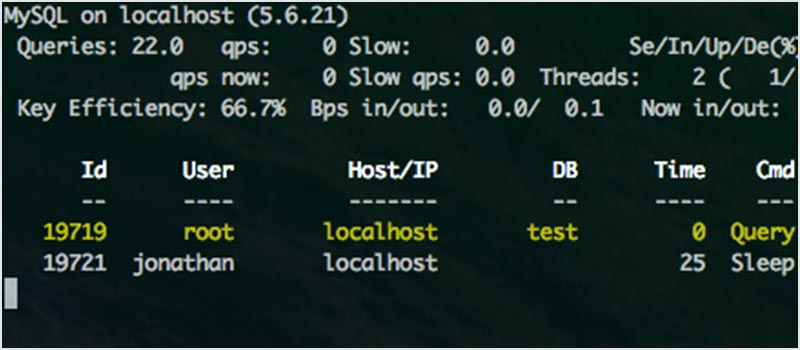 MySQL on localhost (5.6.21)
Queries: 22.0 qps: 0 Slow: 0.0 Se/In/Up/De(%)
qps now: 0 Slow qps: 0.0 Threads: 2 ( 1/
Key Efficiency: 66.7% Bps in/out: 0.0/ 0.1 Now in/out:
Id User Host/IP DB Time Cmd
-- ---- ------- -- ---- ---
19719 root localhost test 0 Query
19721 jonathan localhost 25 Sleep